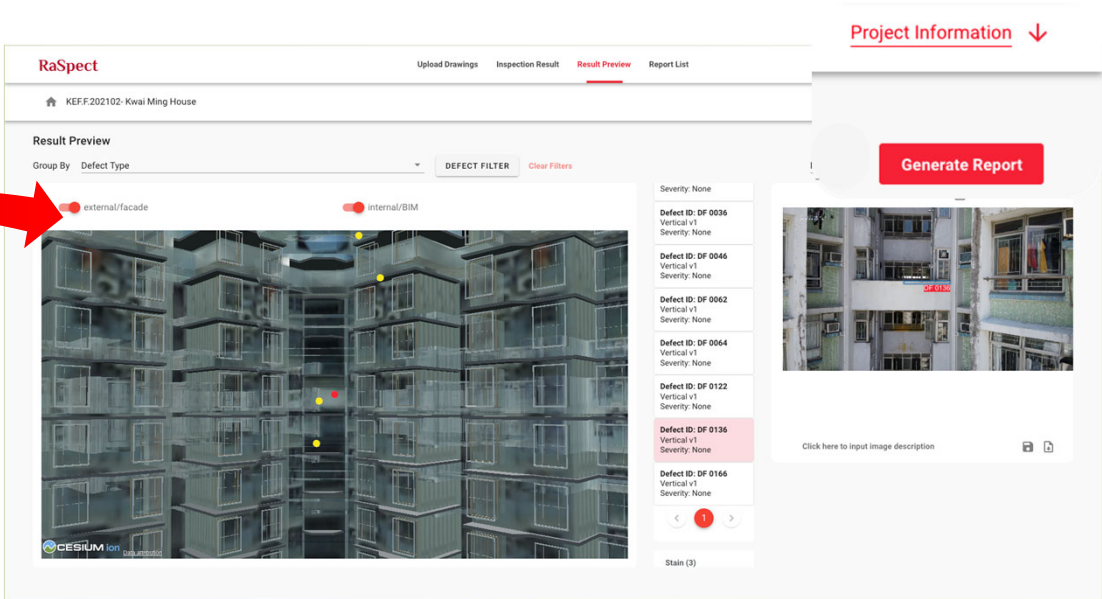 Project Information
RaSpect
Upload Drawings
Inspection Result
Result Preview
Report List
KEF.F.202102- Kwai Ming House
Result Preview
Generate Report
Group By
Defect Type
DEFECT FILTER
Clear Filters
external/facade
internal/BIM
Severity: None
Defect ID: DF 0036
Vertical v1
Severity: None
Defect ID: DF 0046
Vertical v1
Severity: None
Defect ID: DF 0062
Vertical v1
Severity: None
Defect ID: DF 0064
Vertical v1
Severity: None
Defect ID: DF 0122
Vertical v1
Severity: None
Defect ID: DF 0136
Vertical v1
Severity: None
Defect ID: DF 0166
Vertical v1
Severity: None
1
Stain (3)
DF 0136
Click here to input image description
CESIUM ion
Data attribution